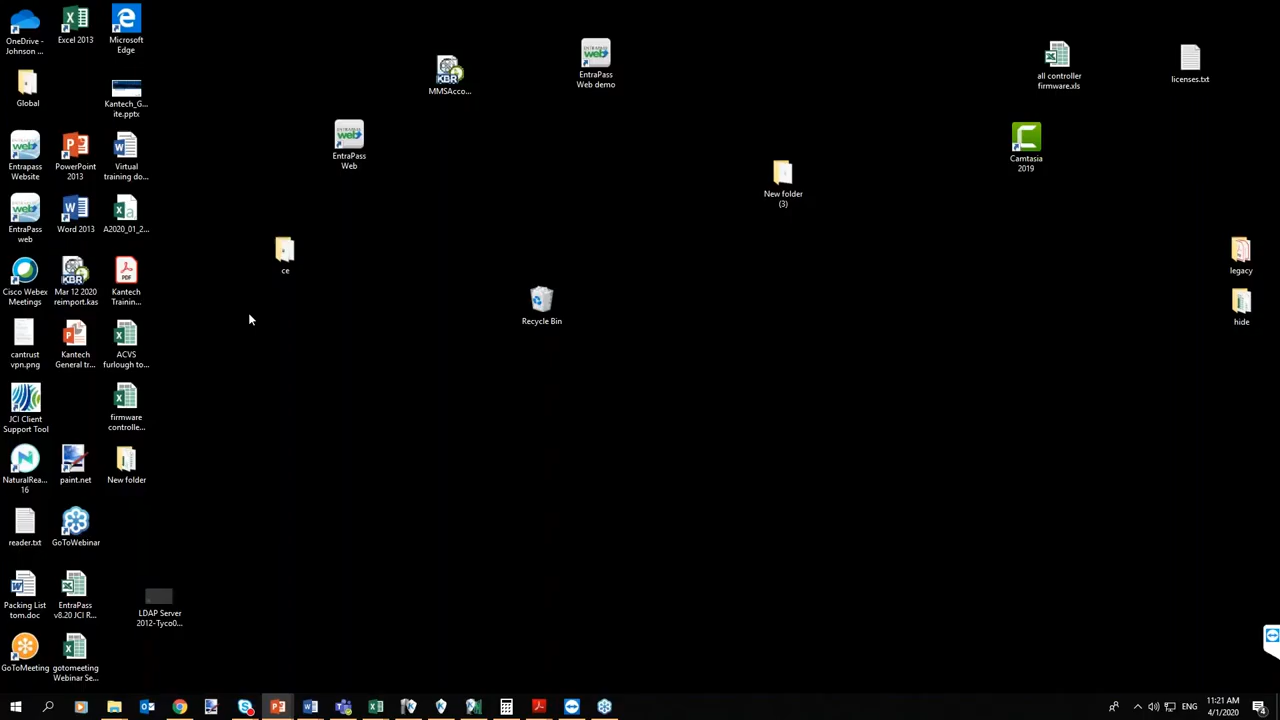 OneDrive -
Johnson ...
Excel 2013
Microsoft
Edge
Global
Kantech_G...
ite.pptx
Entrapass
Website
PowerPoint
2013
Virtual
training do...
EntraPass
web
Word 2013
A2020_01_2...
Cisco Webex
Meetings
Mar 12 2020
reimport.kas
Kantech
Trainin...
cantrust
vpn.png
Kantech
General tr...
ACVS
furlough to...
JCI Client
Support Tool
firmware
controlle...
NaturalRea...
16
paint.net
New folder
reader.txt
GoToWebinar
Packing List
tom.doc
EntraPass
v8.20 JCI R...
LDAP Server
2012-Tyco0...
GoToMeeting
gotomeeting
Webinar Se...
KBR
MMSAcco...
web
EntraPass
Web demo
web
EntraPass
Web
ce
Recycle Bin
New folder
(3)
all controller
firmware.xls
licenses.txt
Camtasia
2019
legacy
hide
ENG
11:21 AM
4/1/2020
4